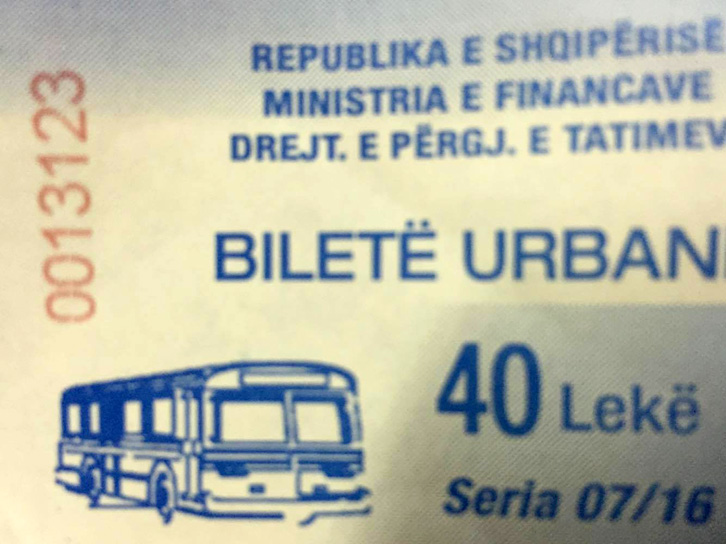 REPUBLIKA E SHQIPËRISË
MINISTRIA E FINANCAVE
DREJT. E PËRGJ. E TATIMEV
BILETË URBAN
40 Lekë
Seria 07/16
0013123